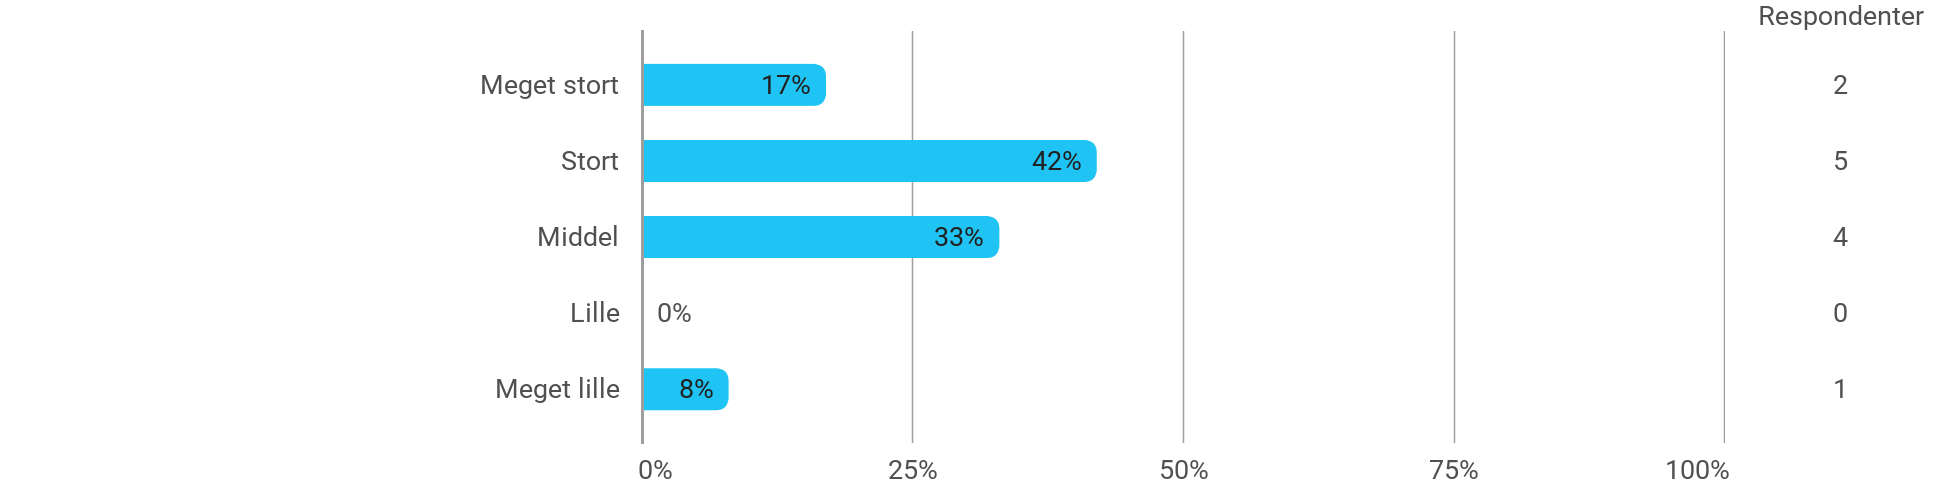 Respondenter
Meget stort 17% 2
Stort 42% 5
Middel 33% 4
Lille 0% 0
Meget lille 8% 1
0% 25% 50% 75% 100%